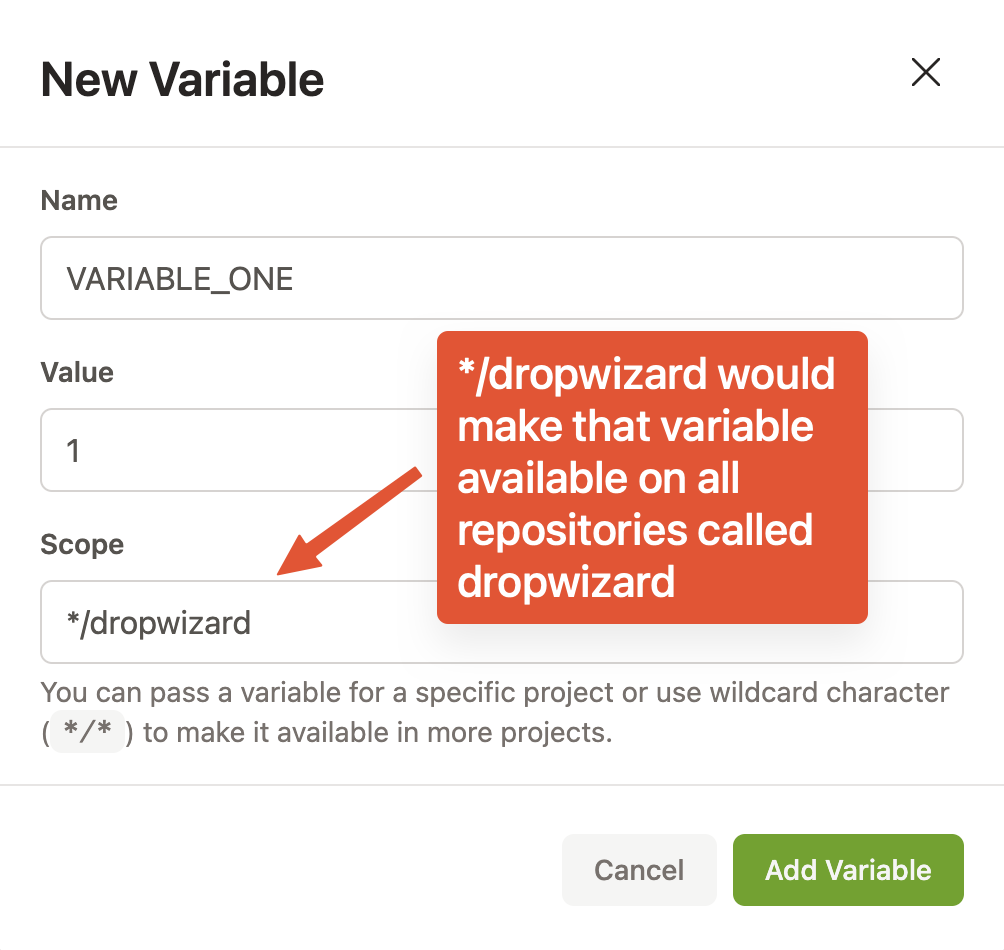 New Variable
Name
VARIABLE_ONE
Value
1
*/dropwizard would
make that variable
available on all
repositories called
dropwizard
Scope
*/dropwizard
You can pass a variable for a specific project or use wildcard character
( */* ) to make it available in more projects.
Cancel
Add Variable